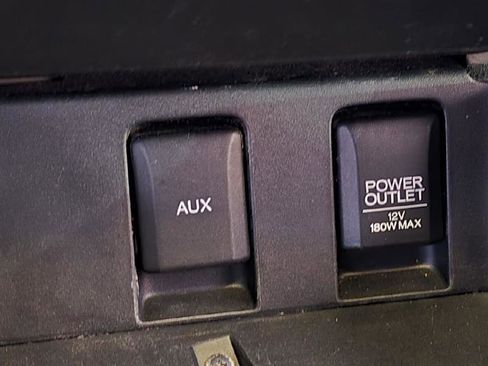 AUX
POWER
OUTLET
12V
180W MAX